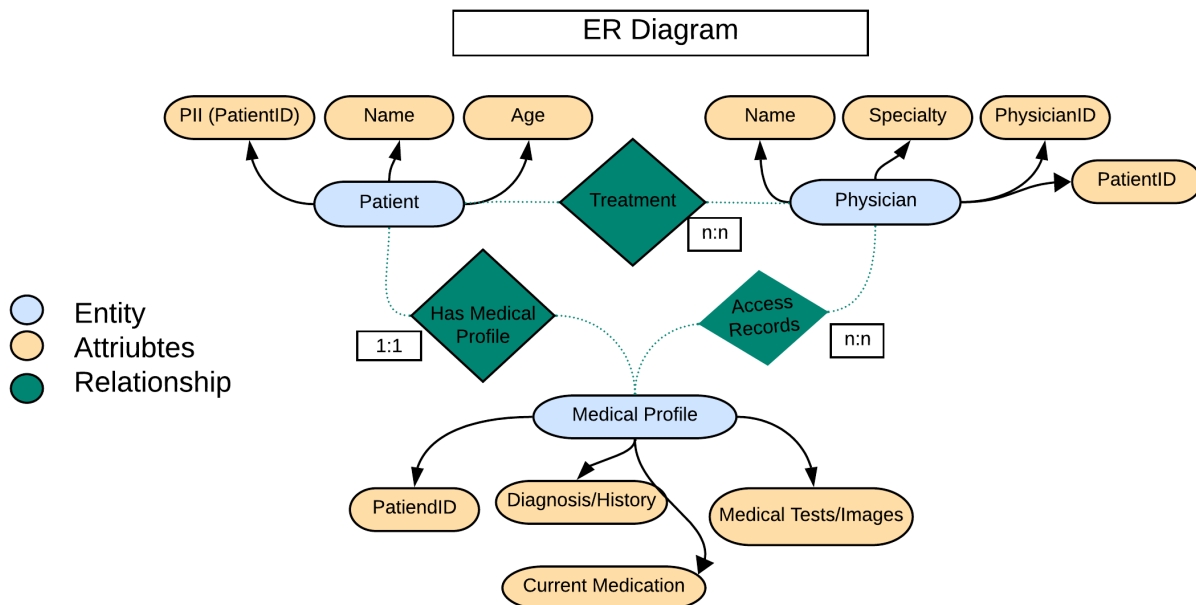 ER Diagram
PII (PatientID)
Name
Age
Name
Specialty
PhysicianID
PatientID
Patient
Treatment
Physician
n:n
Has Medical
Profile
1:1
Access
Records
n:n
Entity
Attriubtes
Relationship
Medical Profile
PatiendID
Diagnosis/History
Medical Tests/Images
Current Medication